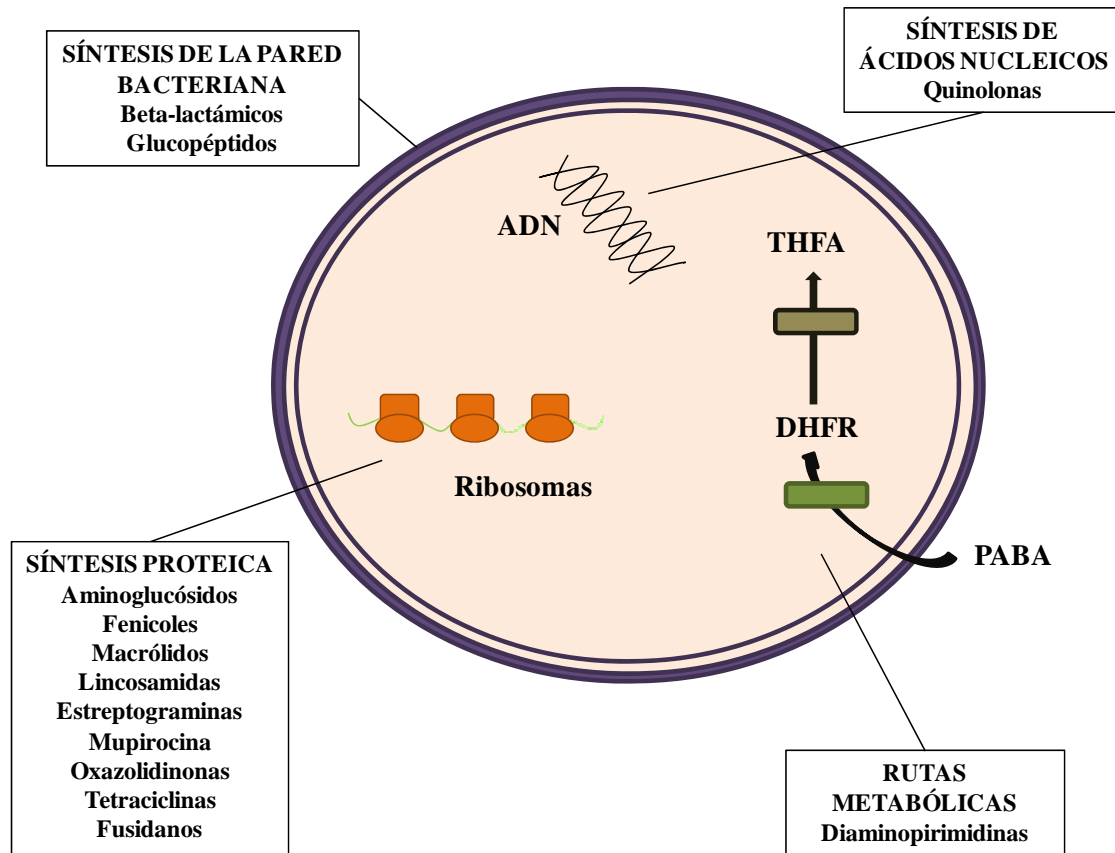 SÍNTESIS DE LA PARED
BACTERIANA
Beta-lactámicos
Glucopéptidos
SÍNTESIS DE
ÁCIDOS NUCLEICOS
Quinolonas
ADN
THFA
DHFR
Ribosomas
PABA
SÍNTESIS PROTEICA
Aminoglucósidos
Fenicoles
Macrólidos
Lincosamidas
Estreptograminas
Mupirocina
Oxazolidinonas
Tetraciclinas
Fusidanos
RUTAS
METABÓLICAS
Diaminopirimidinas